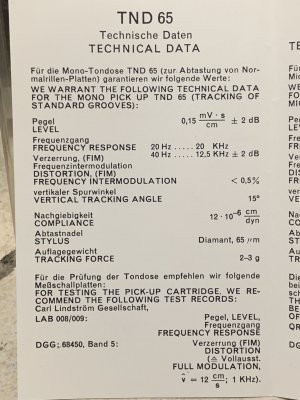 TND 65
Technische Daten
TECHNICAL DATA
Für die Mono-Tondose TND 65 (zur Abtastung von Nor-
malrillen-Platten) garantieren wir folgende Werte:
WE WARRANT THE FOLLOWING TECHNICAL DATA
FOR THE MONO PICK UP TND 65 (TRACKING OF
STANDARD GROOVES):
Pegel
LEVEL 0,15 mV · s / cm ± 2 dB
Frequenzgang
FREQUENCY RESPONSE 20 Hz ..... 20 KHz
40 Hz ... 12,5 KHz ± 2 dB
Verzerrung, (FIM)
Frequenzintermodulation
DISTORTION, (FIM)
FREQUENCY INTERMODULATION < 0,5%
vertikaler Spurwinkel
VERTICAL TRACKING ANGLE 15°
Nachgiebigkeit
COMPLIANCE 12 · 10⁻⁶ cm / dyn
Abtastnadel
STYLUS Diamant, 65 µm
Auflagegewicht
TRACKING FORCE 2–3 g
Für die Prüfung der Tondose empfehlen wir folgende
Meßschallplatten:
FOR TESTING THE PICK-UP CARTRIDGE, WE RE-
COMMEND THE FOLLOWING TEST RECORDS:
Carl Lindström Gesellschaft,
LAB 008/009: Pegel, LEVEL,
Frequenzgang
FREQUENCY RESPONSE
DGG; 68450, Band 5: Verzerrung (FIM)
DISTORTION
(≙ Vollausst.
FULL MODULATION,
v̂ = 12 cm / s; 1 KHz).